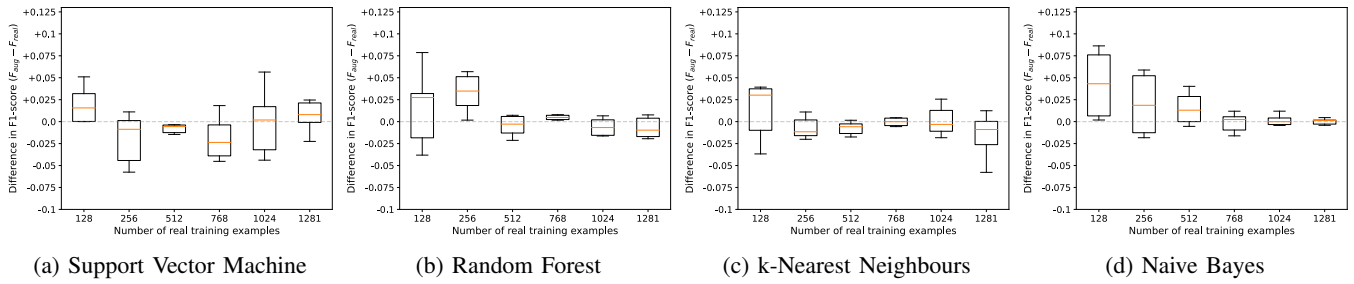 +0.125
+0.1
+0.075
+0.05
+0.025
0.0
-0.025
-0.05
-0.075
-0.1
Difference in F1-score (F_aug − F_real)
128 256 512 768 1024 1281
Number of real training examples
(a) Support Vector Machine
+0.125
+0.1
+0.075
+0.05
+0.025
0.0
-0.025
-0.05
-0.075
-0.1
Difference in F1-score (F_aug − F_real)
128 256 512 768 1024 1281
Number of real training examples
(b) Random Forest
+0.125
+0.1
+0.075
+0.05
+0.025
0.0
-0.025
-0.05
-0.075
-0.1
Difference in F1-score (F_aug − F_real)
128 256 512 768 1024 1281
Number of real training examples
(c) k-Nearest Neighbours
+0.125
+0.1
+0.075
+0.05
+0.025
0.0
-0.025
-0.05
-0.075
-0.1
Difference in F1-score (F_aug − F_real)
128 256 512 768 1024 1281
Number of real training examples
(d) Naive Bayes